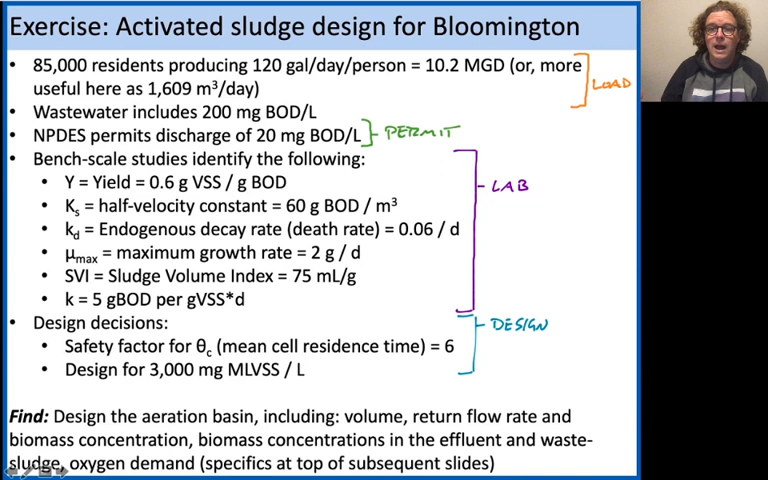 Exercise: Activated sludge design for Bloomington
• 85,000 residents producing 120 gal/day/person = 10.2 MGD (or, more
useful here as 1,609 m³/day)
LOAD
• Wastewater includes 200 mg BOD/L
• NPDES permits discharge of 20 mg BOD/L
PERMIT
• Bench-scale studies identify the following:
• Y = Yield = 0.6 g VSS / g BOD
LAB
• Kₛ = half-velocity constant = 60 g BOD / m³
• k_d = Endogenous decay rate (death rate) = 0.06 / d
• μₘₐₓ = maximum growth rate = 2 g / d
• SVI = Sludge Volume Index = 75 mL/g
• k = 5 gBOD per gVSS*d
• Design decisions:
DESIGN
• Safety factor for θ_c (mean cell residence time) = 6
• Design for 3,000 mg MLVSS / L
Find: Design the aeration basin, including: volume, return flow rate and
biomass concentration, biomass concentrations in the effluent and waste-
sludge, oxygen demand (specifics at top of subsequent slides)